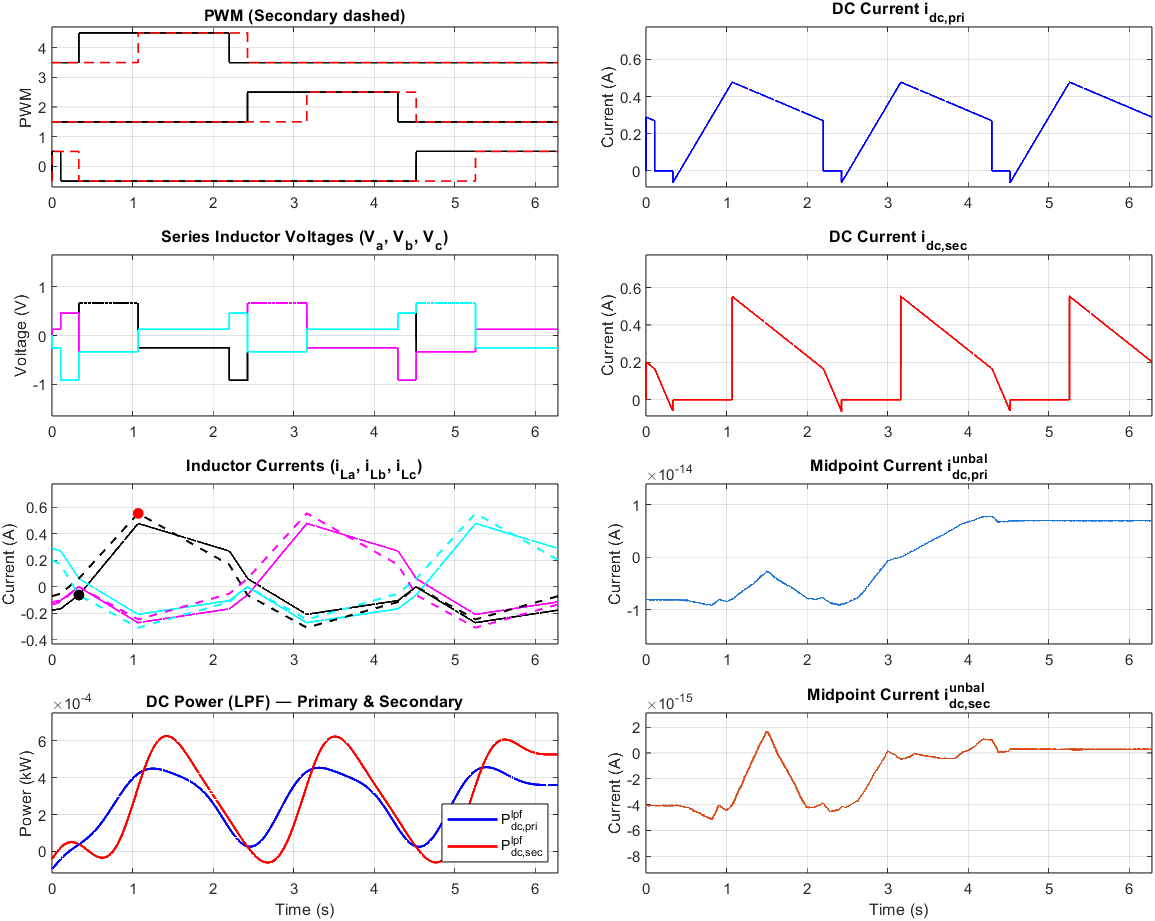 PWM (Secondary dashed)
4
3
2
1
0
PWM
0 1 2 3 4 5 6
DC Current i_dc,pri
0.6
0.4
0.2
0
Current (A)
0 1 2 3 4 5 6
Series Inductor Voltages (V_a, V_b, V_c)
1
0
-1
Voltage (V)
0 1 2 3 4 5 6
DC Current i_dc,sec
0.6
0.4
0.2
0
Current (A)
0 1 2 3 4 5 6
Inductor Currents (i_La, i_Lb, i_Lc)
0.6
0.4
0.2
0
-0.2
-0.4
Current (A)
0 1 2 3 4 5 6
×10^-14
Midpoint Current i_dc,pri^unbal
1
0
-1
Current (A)
0 1 2 3 4 5 6
×10^-4
DC Power (LPF) — Primary & Secondary
6
4
2
0
Power (kW)
P_dc,pri^lpf
P_dc,sec^lpf
0 1 2 3 4 5 6
Time (s)
×10^-15
Midpoint Current i_dc,sec^unbal
2
0
-2
-4
-6
-8
Current (A)
0 1 2 3 4 5 6
Time (s)